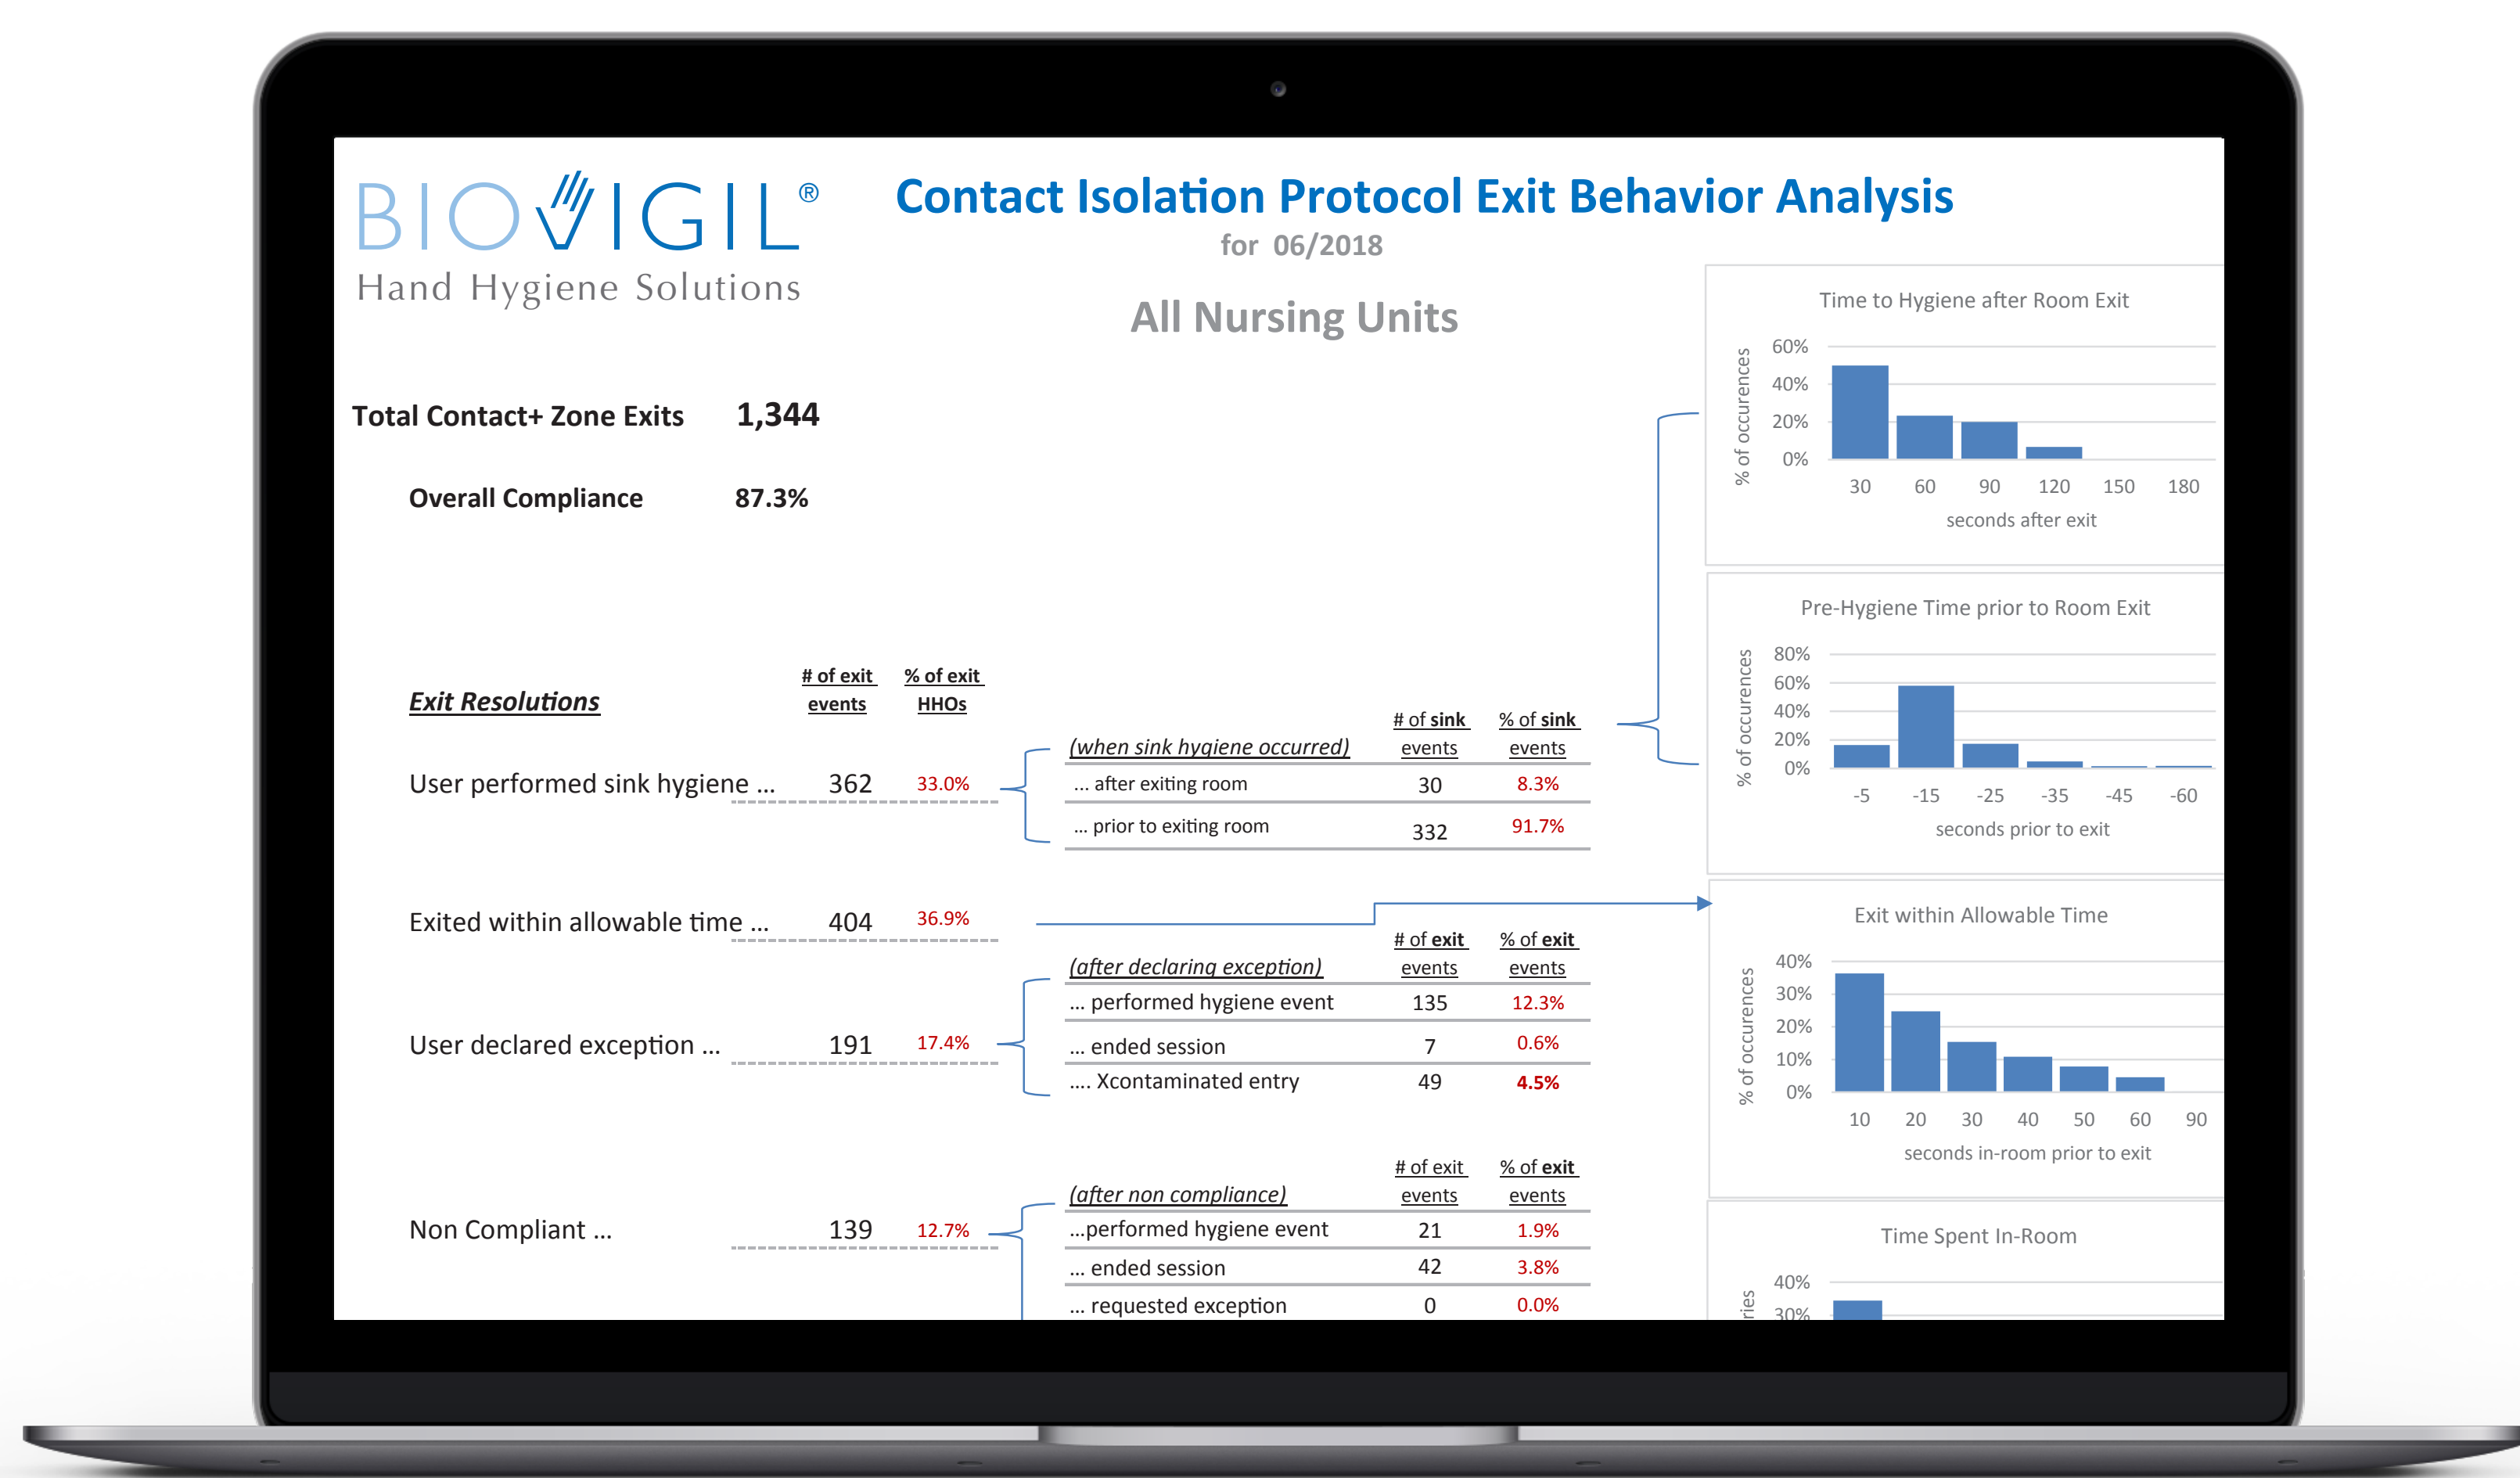 BIOVIGIL®
Hand Hygiene Solutions
Contact Isolation Protocol Exit Behavior Analysis
for 06/2018
All Nursing Units
Total Contact+ Zone Exits 1,344
Overall Compliance 87.3%
Exit Resolutions
# of exit events
% of exit HHOs
User performed sink hygiene ... 362 33.0%
(when sink hygiene occurred)
# of sink events
% of sink events
... after exiting room 30 8.3%
... prior to exiting room 332 91.7%
Exited within allowable time ... 404 36.9%
User declared exception ... 191 17.4%
(after declaring exception)
# of exit events
% of exit events
... performed hygiene event 135 12.3%
... ended session 7 0.6%
.... Xcontaminated entry 49 4.5%
Non Compliant ... 139 12.7%
(after non compliance)
# of exit events
% of exit events
...performed hygiene event 21 1.9%
... ended session 42 3.8%
... requested exception 0 0.0%
Time to Hygiene after Room Exit
% of occurences
60%
40%
20%
0%
30 60 90 120 150 180
seconds after exit
Pre-Hygiene Time prior to Room Exit
% of occurences
80%
60%
40%
20%
0%
-5 -15 -25 -35 -45 -60
seconds prior to exit
Exit within Allowable Time
% of occurences
40%
30%
20%
10%
0%
10 20 30 40 50 60 90
seconds in-room prior to exit
Time Spent In-Room
40%
30%